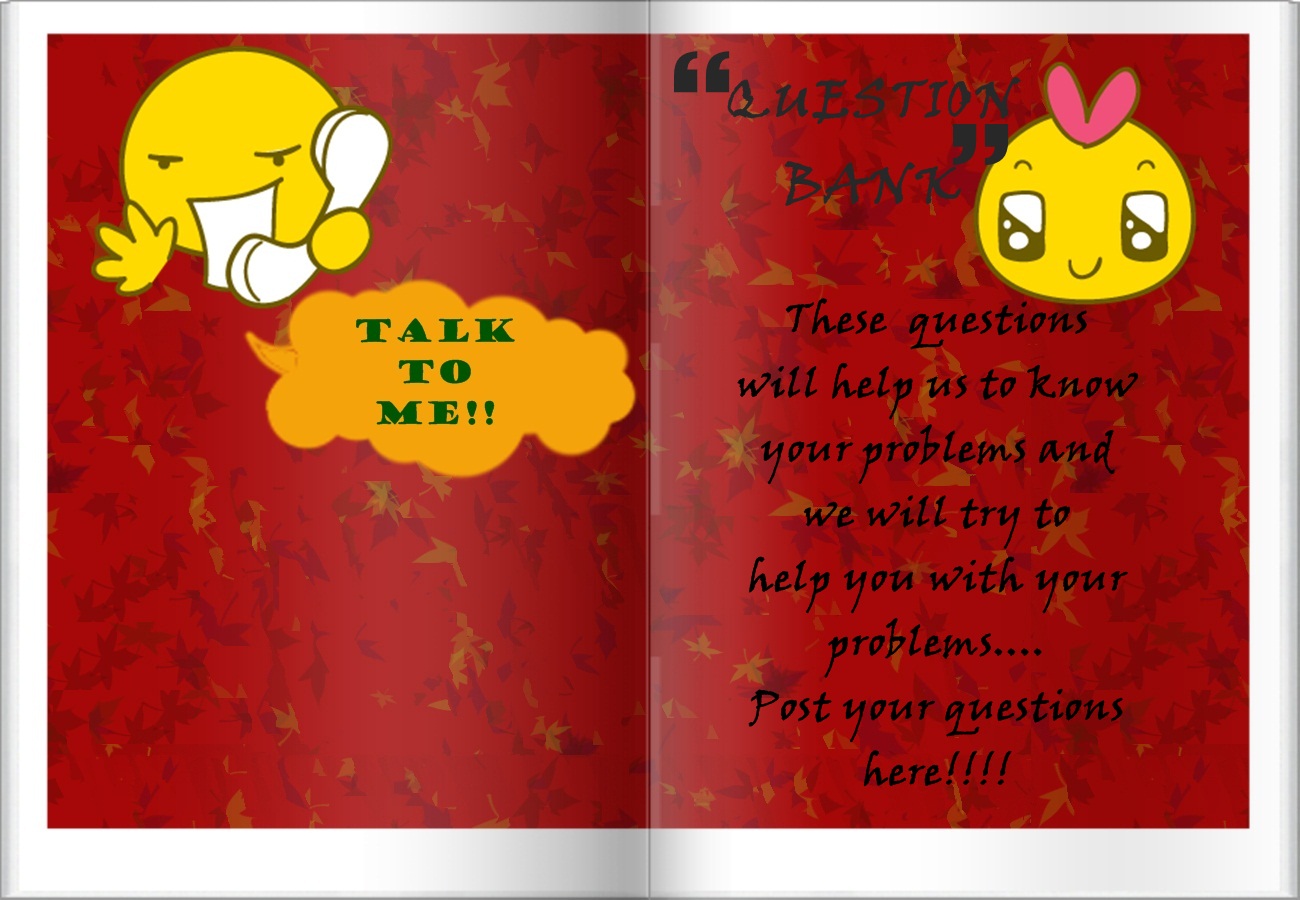 TALK
TO
ME!!
“QUESTION
BANK”
These questions
will help us to know
your problems and
we will try to
help you with your
problems....
Post your questions
here!!!!